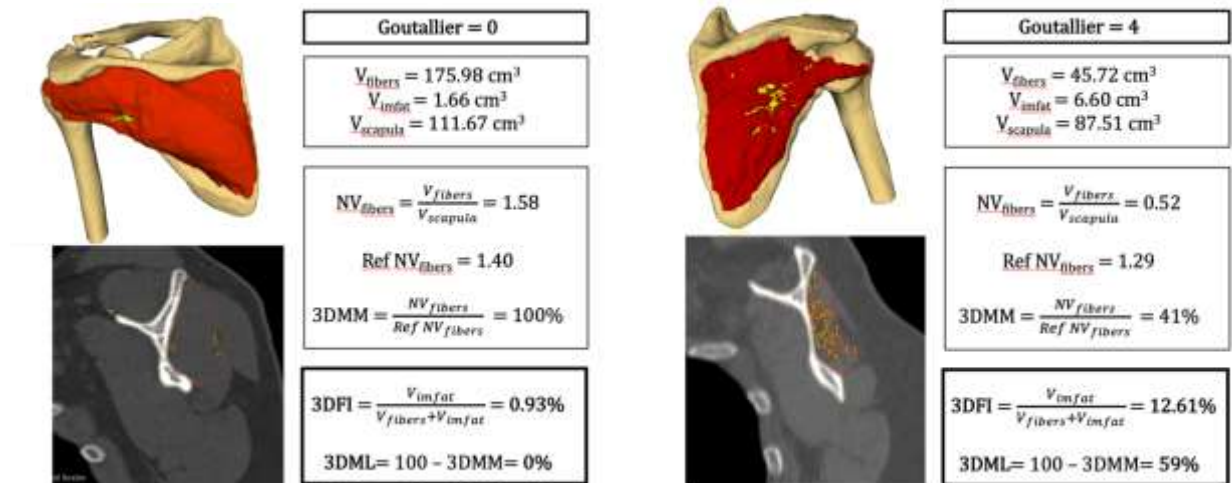 Goutallier = 0
V_fibers = 175.98 cm³
V_imfat = 1.66 cm³
V_scapula = 111.67 cm³
NV_fibers = V_fibers / V_scapula = 1.58
Ref NV_fibers = 1.40
3DMM = NV_fibers / Ref NV_fibers = 100%
3DFI = V_imfat / V_fibers+V_imfat = 0.93%
3DML= 100 – 3DMM= 0%
Goutallier = 4
V_fibers = 45.72 cm³
V_imfat = 6.60 cm³
V_scapula = 87.51 cm³
NV_fibers = V_fibers / V_scapula = 0.52
Ref NV_fibers = 1.29
3DMM = NV_fibers / Ref NV_fibers = 41%
3DFI = V_imfat / V_fibers+V_imfat = 12.61%
3DML= 100 – 3DMM= 59%